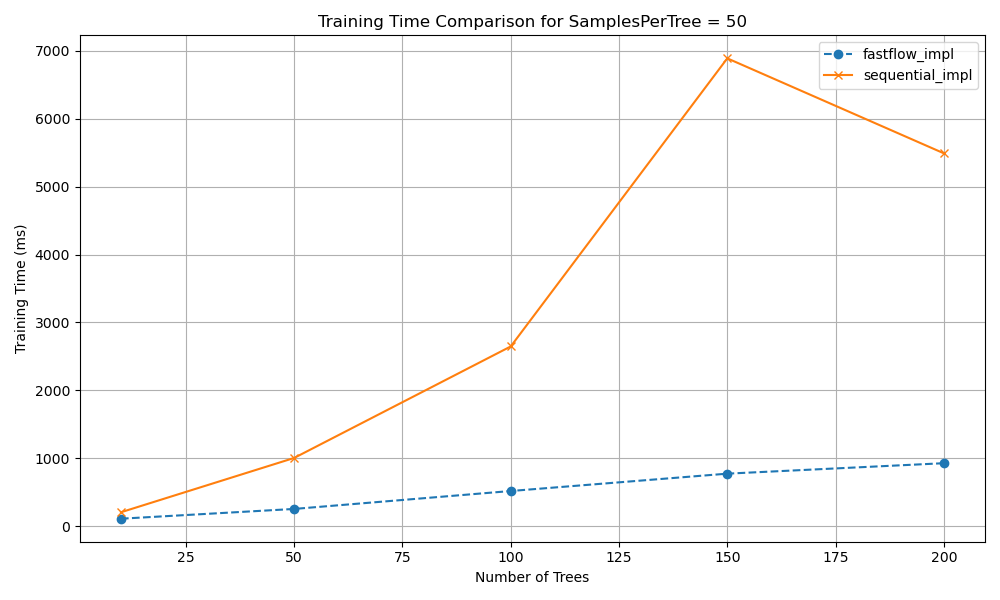 Training Time Comparison for SamplesPerTree = 50
fastflow_impl
sequential_impl
Training Time (ms)
7000
6000
5000
4000
3000
2000
1000
0
25 50 75 100 125 150 175 200
Number of Trees